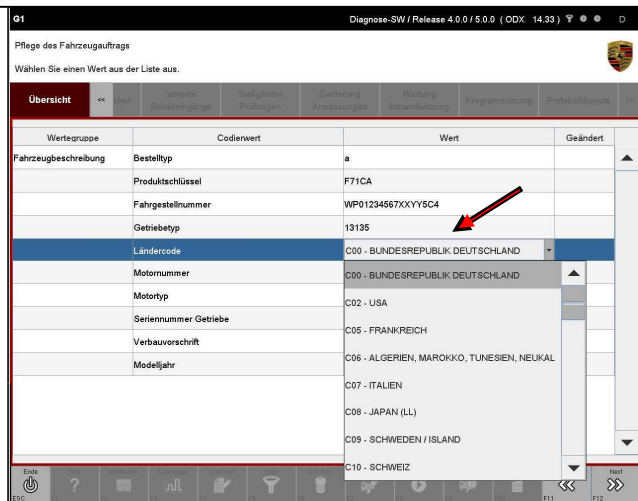 G1 Diagnose-SW / Release 4.0.0 / 5.0.0 ( ODX 14.33 ) D
Pflege des Fahrzeugauftrags
Wählen Sie einen Wert aus der Liste aus.
Übersicht << Istwerte Schalteingänge Stellglieder Prüfungen Codierung Anpassungen Wartung Instandsetzung Programmierung Protokolldienste
Wertegruppe Codierwert Wert Geändert
Fahrzeugbeschreibung Bestelltyp a
Produktschlüssel F71CA
Fahrgestellnummer WP01234567XXYY5C4
Getriebetyp 13135
Ländercode C00 - BUNDESREPUBLIK DEUTSCHLAND
Motornummer C00 - BUNDESREPUBLIK DEUTSCHLAND
Motortyp C02 - USA
Seriennummer Getriebe
C05 - FRANKREICH
Verbauvorschrift
C06 - ALGERIEN, MAROKKO, TUNESIEN, NEUKAL
Modelljahr
C07 - ITALIEN
C08 - JAPAN (LL)
C09 - SCHWEDEN / ISLAND
C10 - SCHWEIZ
Ende Next
ESC F11 F12